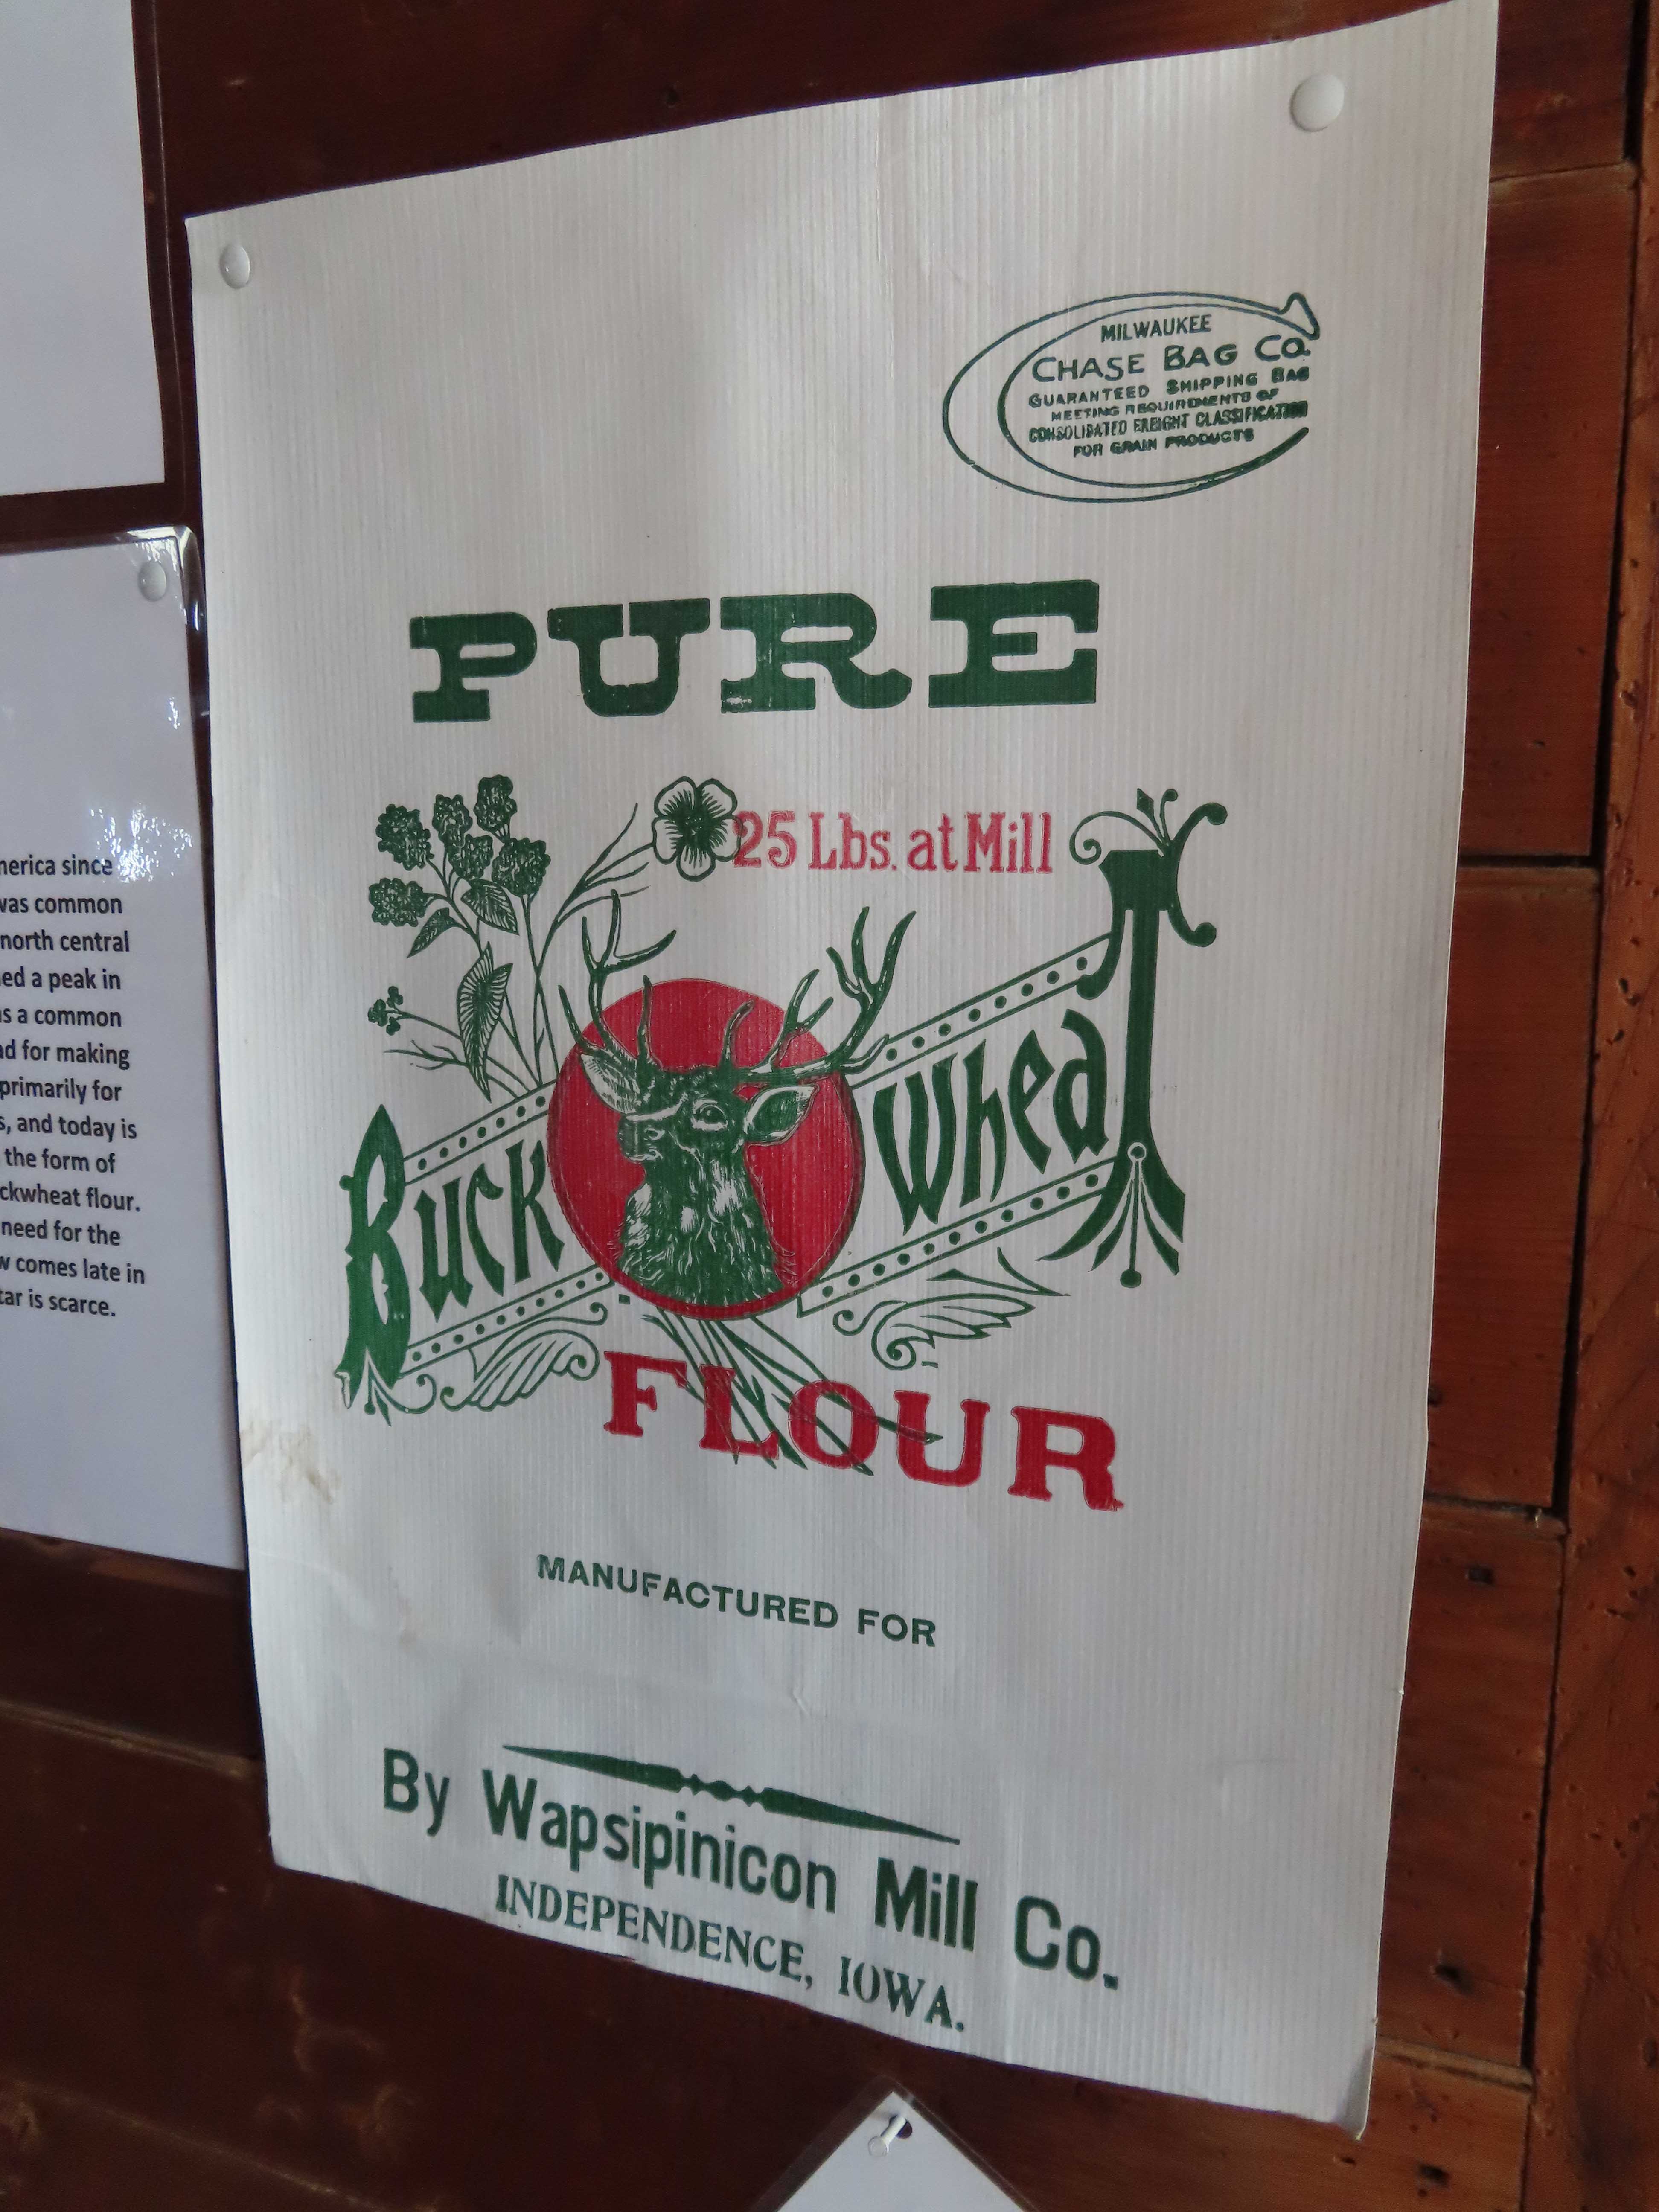 MILWAUKEE
CHASE BAG CO.
GUARANTEED SHIPPING BAG
MEETING REQUIREMENTS OF
CONSOLIDATED FREIGHT CLASSIFICATION
FOR GRAIN PRODUCTS
PURE
25 Lbs. at Mill
Buck Wheat
FLOUR
MANUFACTURED FOR
By Wapsipinicon Mill Co.
INDEPENDENCE, IOWA.
since
was common
north central
a peak in
a common
for making
primarily for
and today is
the form of
flour.
need for the
comes late in
is scarce.